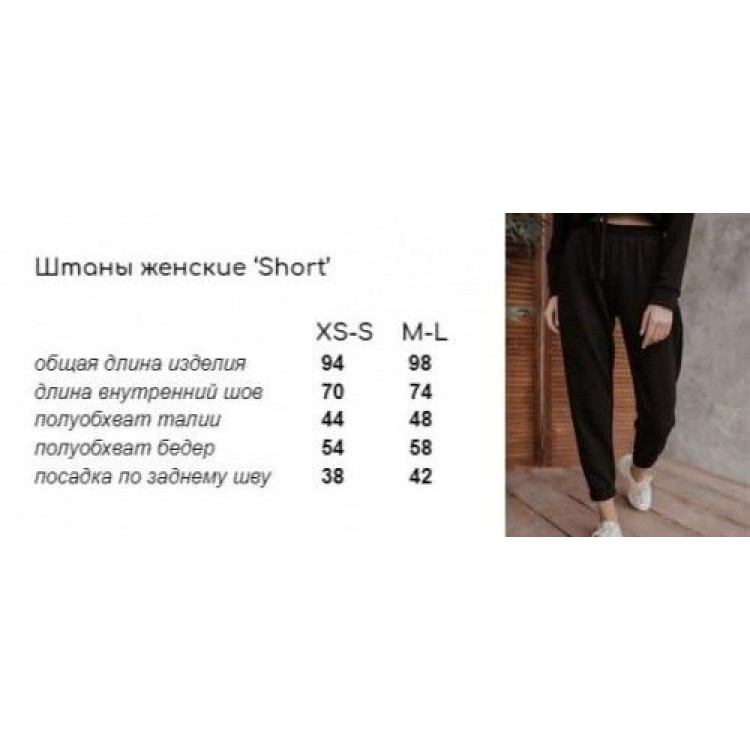 Штаны женские ‘Short’
XS-S M-L
общая длина изделия 94 98
длина внутренний шов 70 74
полуобхват талии 44 48
полуобхват бедер 54 58
посадка по заднему шву 38 42